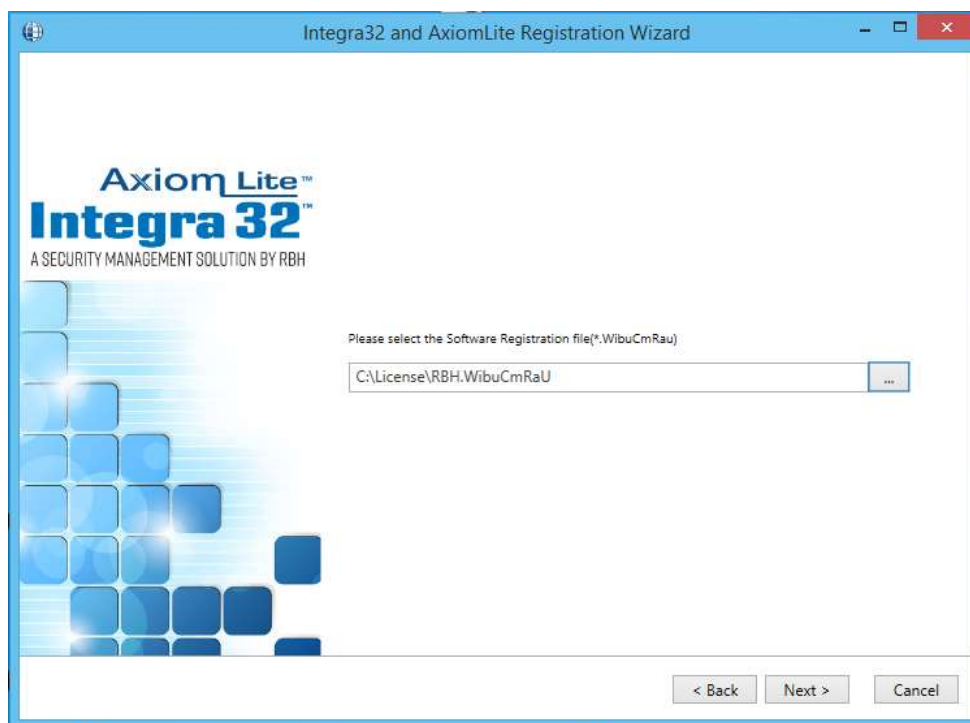 Integra32 and AxiomLite Registration Wizard
Axiom Lite™
Integra 32™
A SECURITY MANAGEMENT SOLUTION BY RBH
Please select the Software Registration file(*.WibuCmRau)
C:\License\RBH.WibuCmRaU
...
< Back Next > Cancel